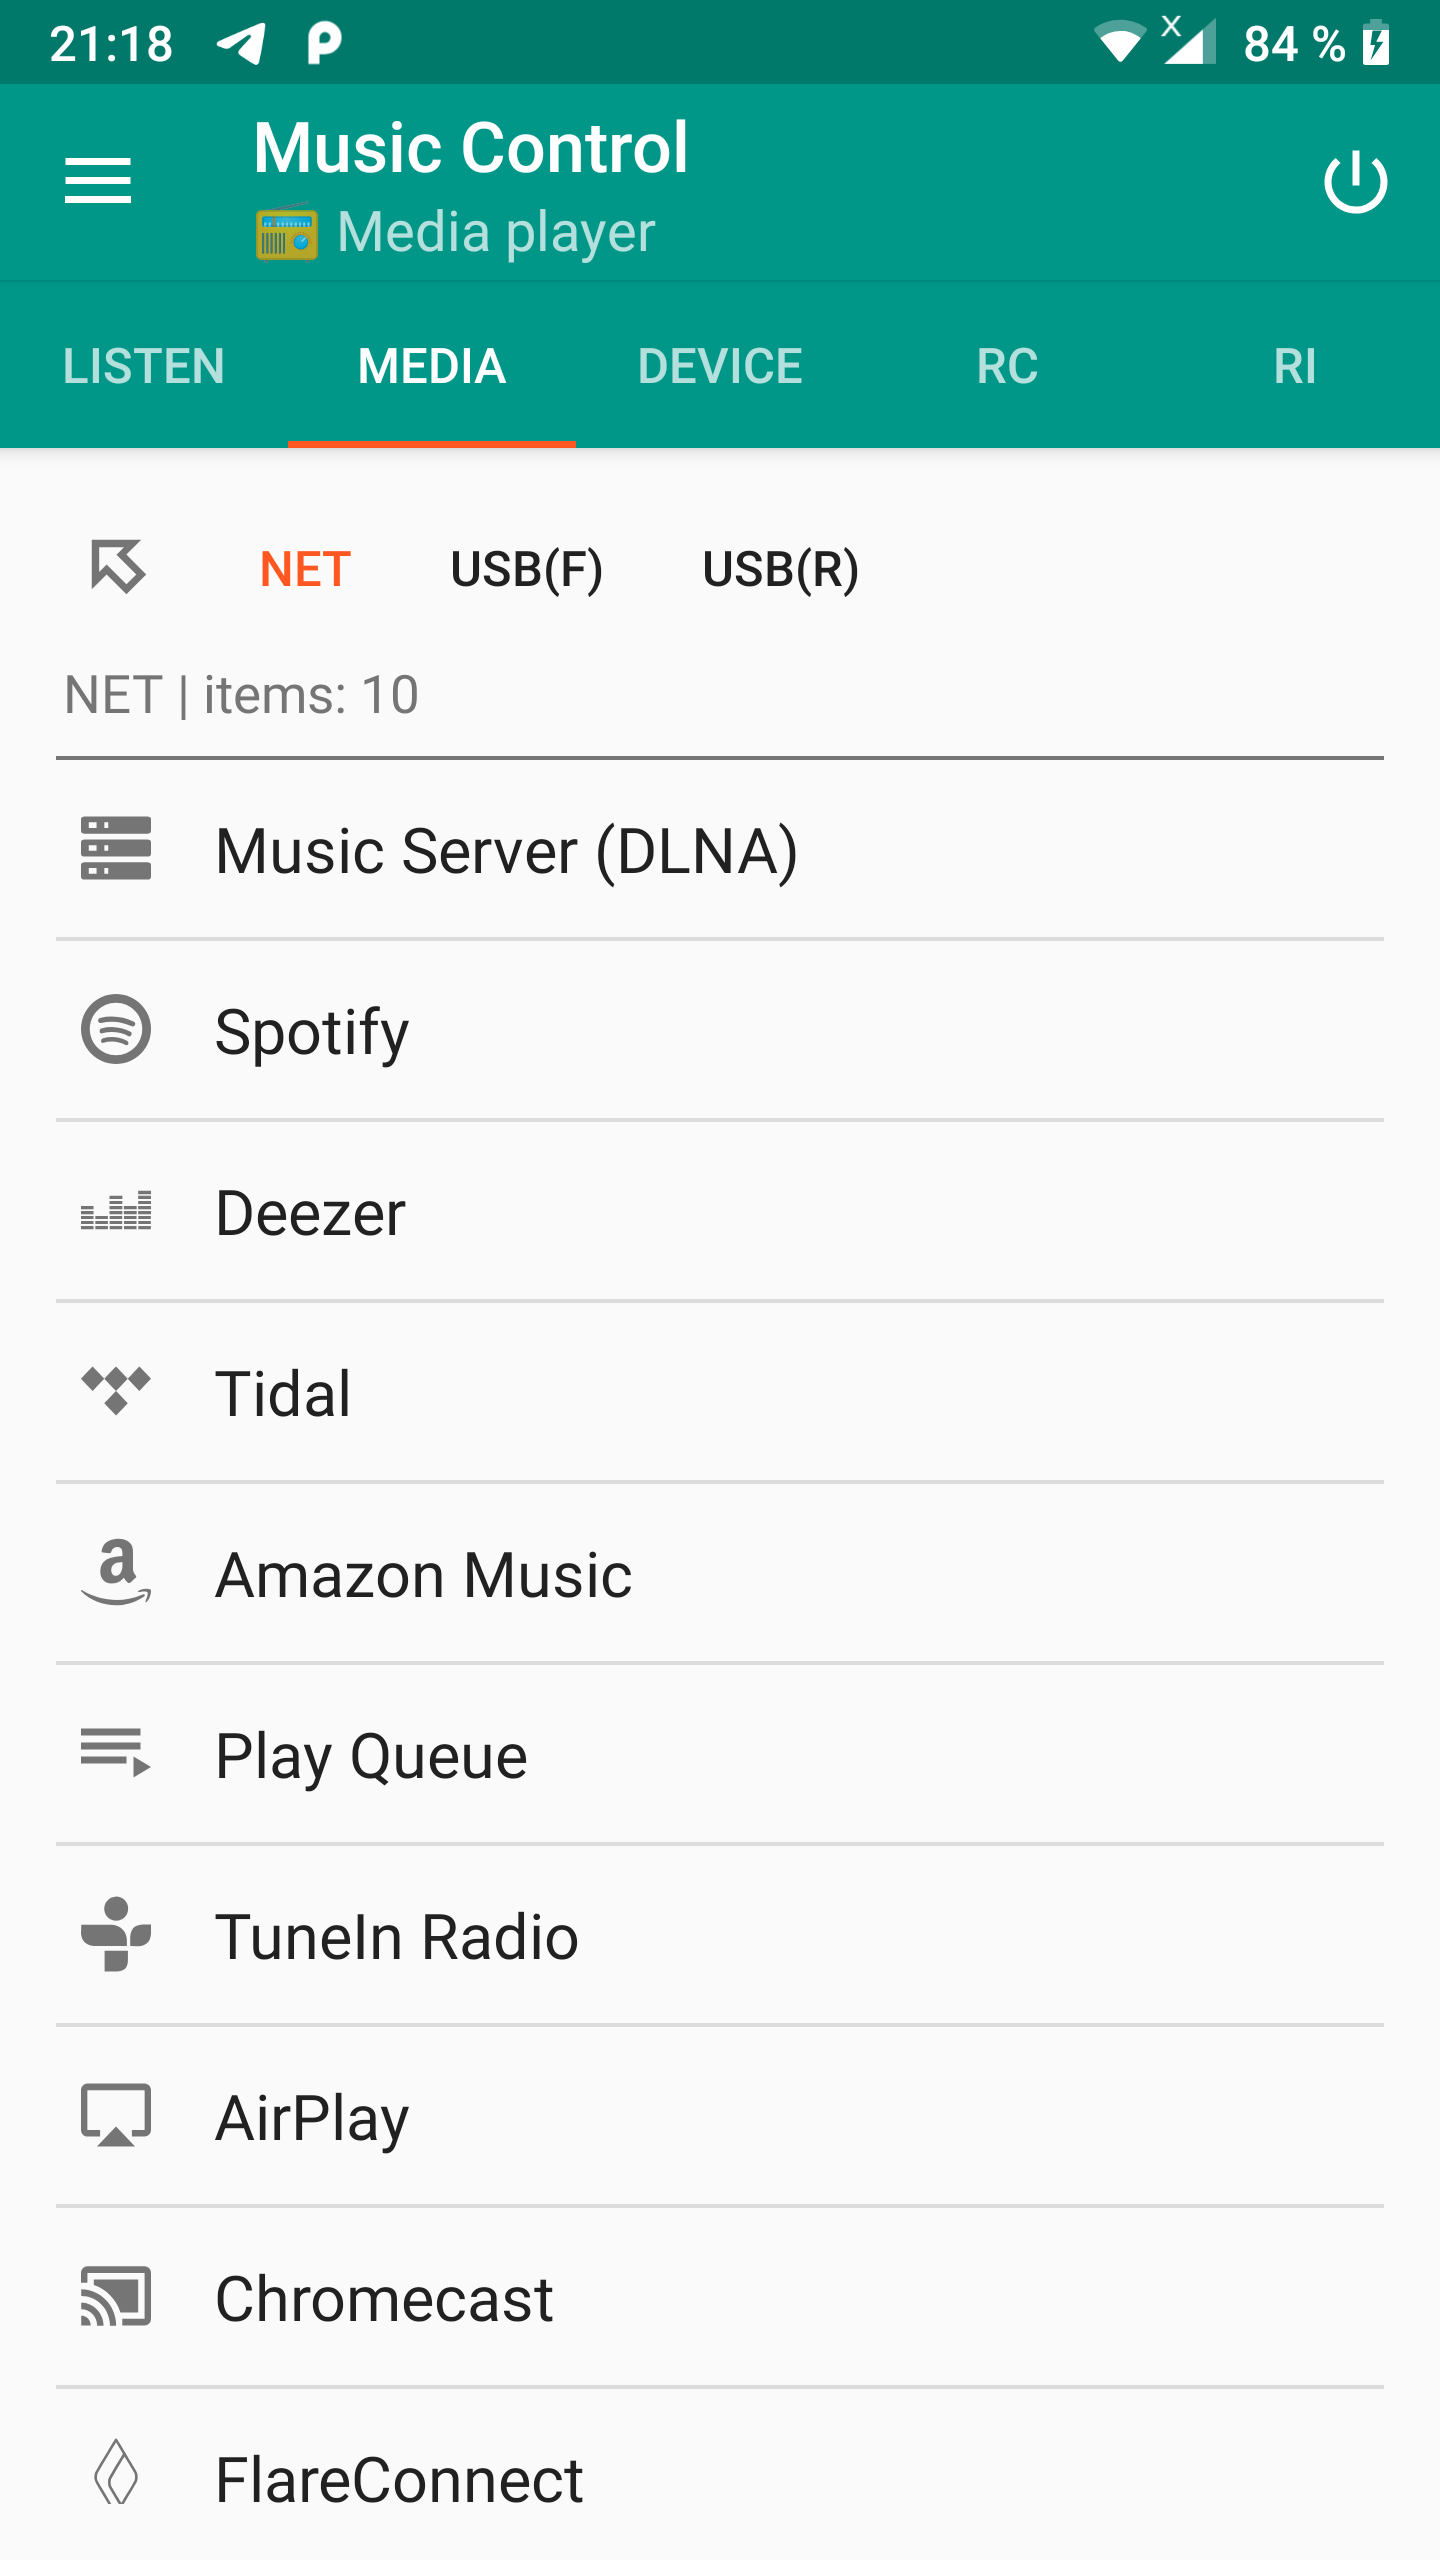 21:18 84 %
Music Control
Media player
LISTEN MEDIA DEVICE RC RI
NET USB(F) USB(R)
NET | items: 10
Music Server (DLNA)
Spotify
Deezer
Tidal
Amazon Music
Play Queue
TuneIn Radio
AirPlay
Chromecast
FlareConnect